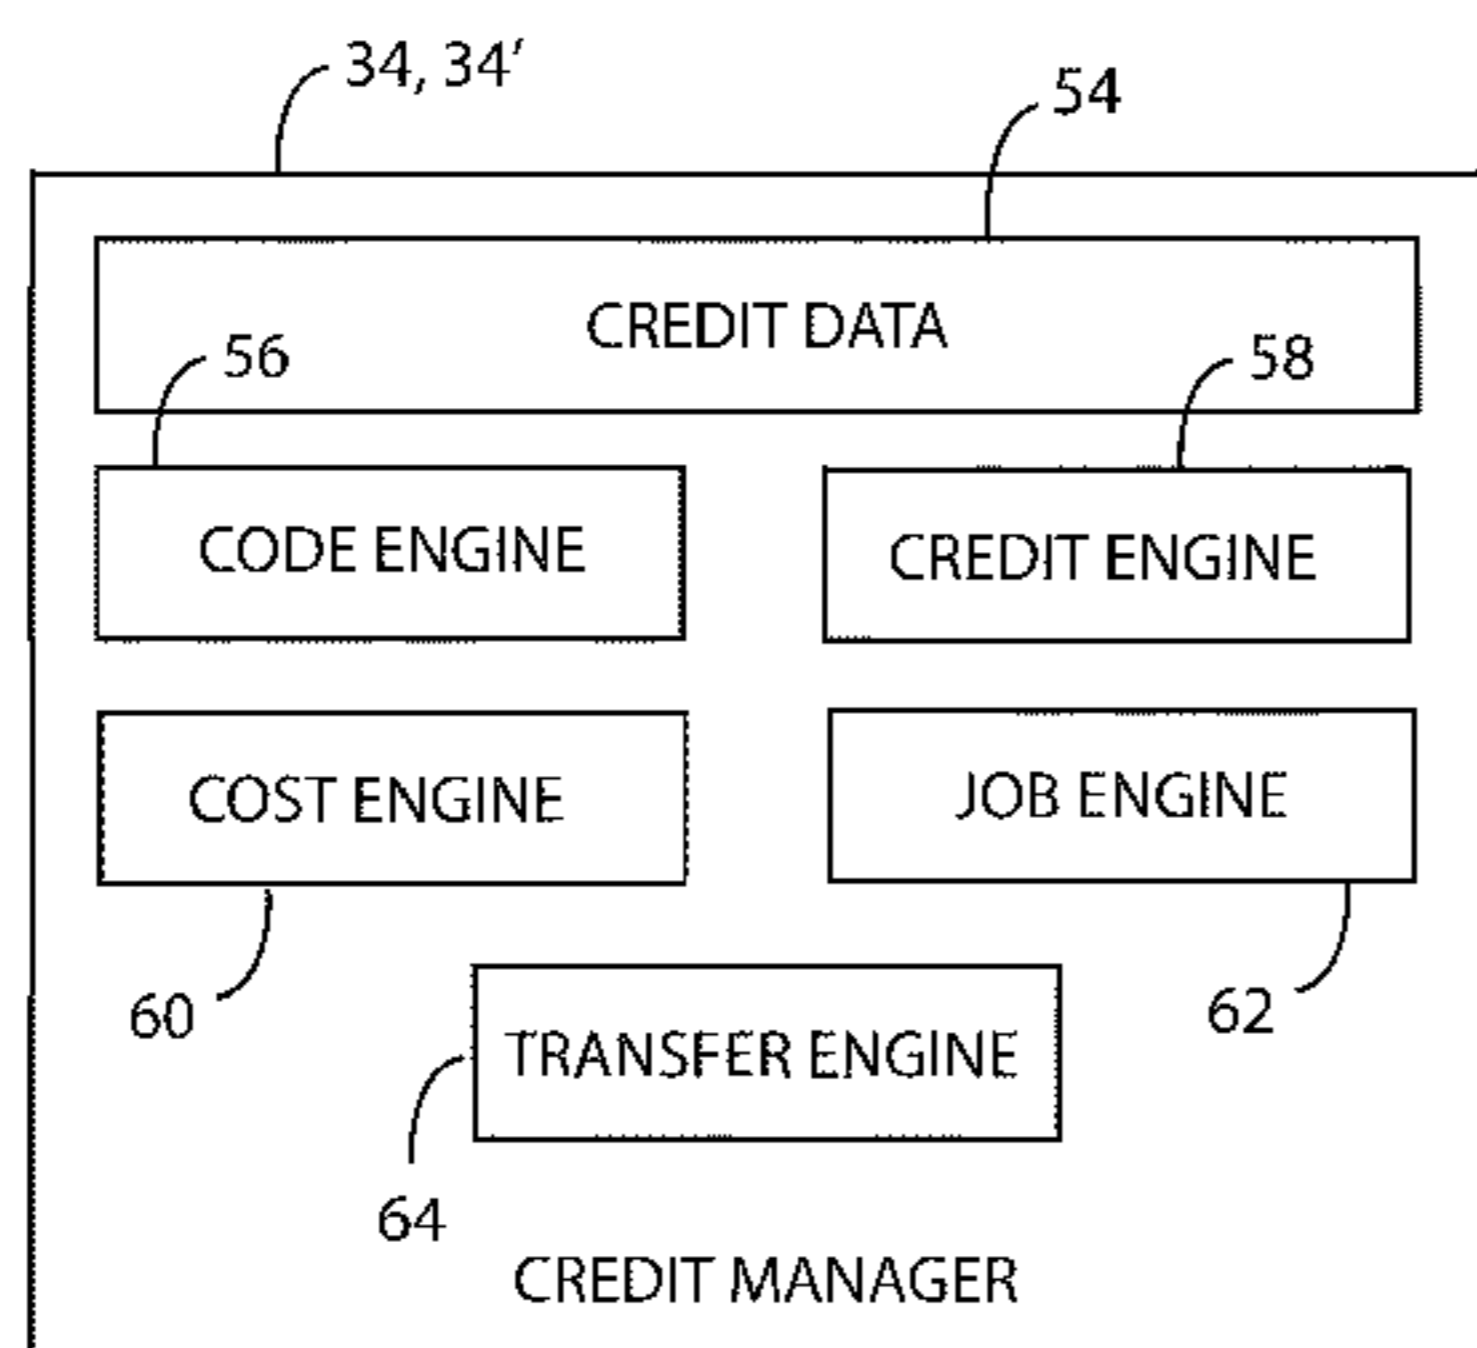 34, 34′
54
CREDIT DATA
56
58
CODE ENGINE
CREDIT ENGINE
COST ENGINE
JOB ENGINE
60
62
TRANSFER ENGINE
64
CREDIT MANAGER